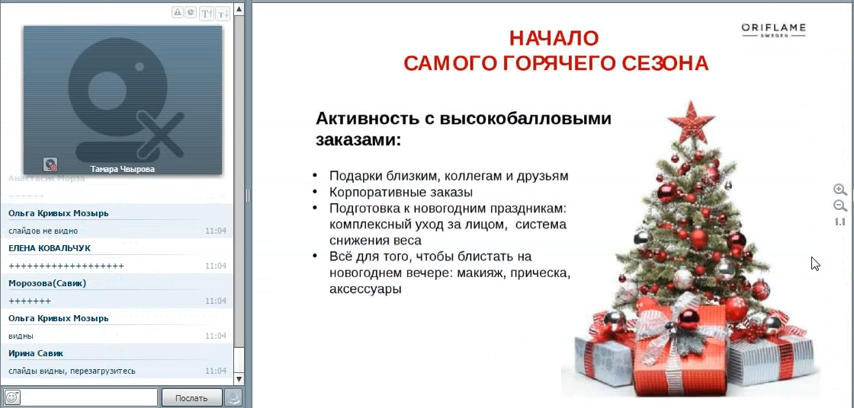 Тамара Чвырова
Анастасия Морза
++++++
Ольга Кривых Мозырь
слайдов не видно 11:04
ЕЛЕНА КОВАЛЬЧУК
+++++++++++++++++++ 11:04
Морозова(Савик)
+++++++ 11:04
Ольга Кривых Мозырь
видны 11:04
Ирина Савик
слайды видны, перезагрузитесь 11:04
Послать
НАЧАЛО
САМОГО ГОРЯЧЕГО СЕЗОНА
ORIFLAME
SWEDEN
Активность с высокобалловыми
заказами:
• Подарки близким, коллегам и друзьям
• Корпоративные заказы
• Подготовка к новогодним праздникам:
комплексный уход за лицом, система
снижения веса
• Всё для того, чтобы блистать на
новогоднем вечере: макияж, прическа,
аксессуары
1:1